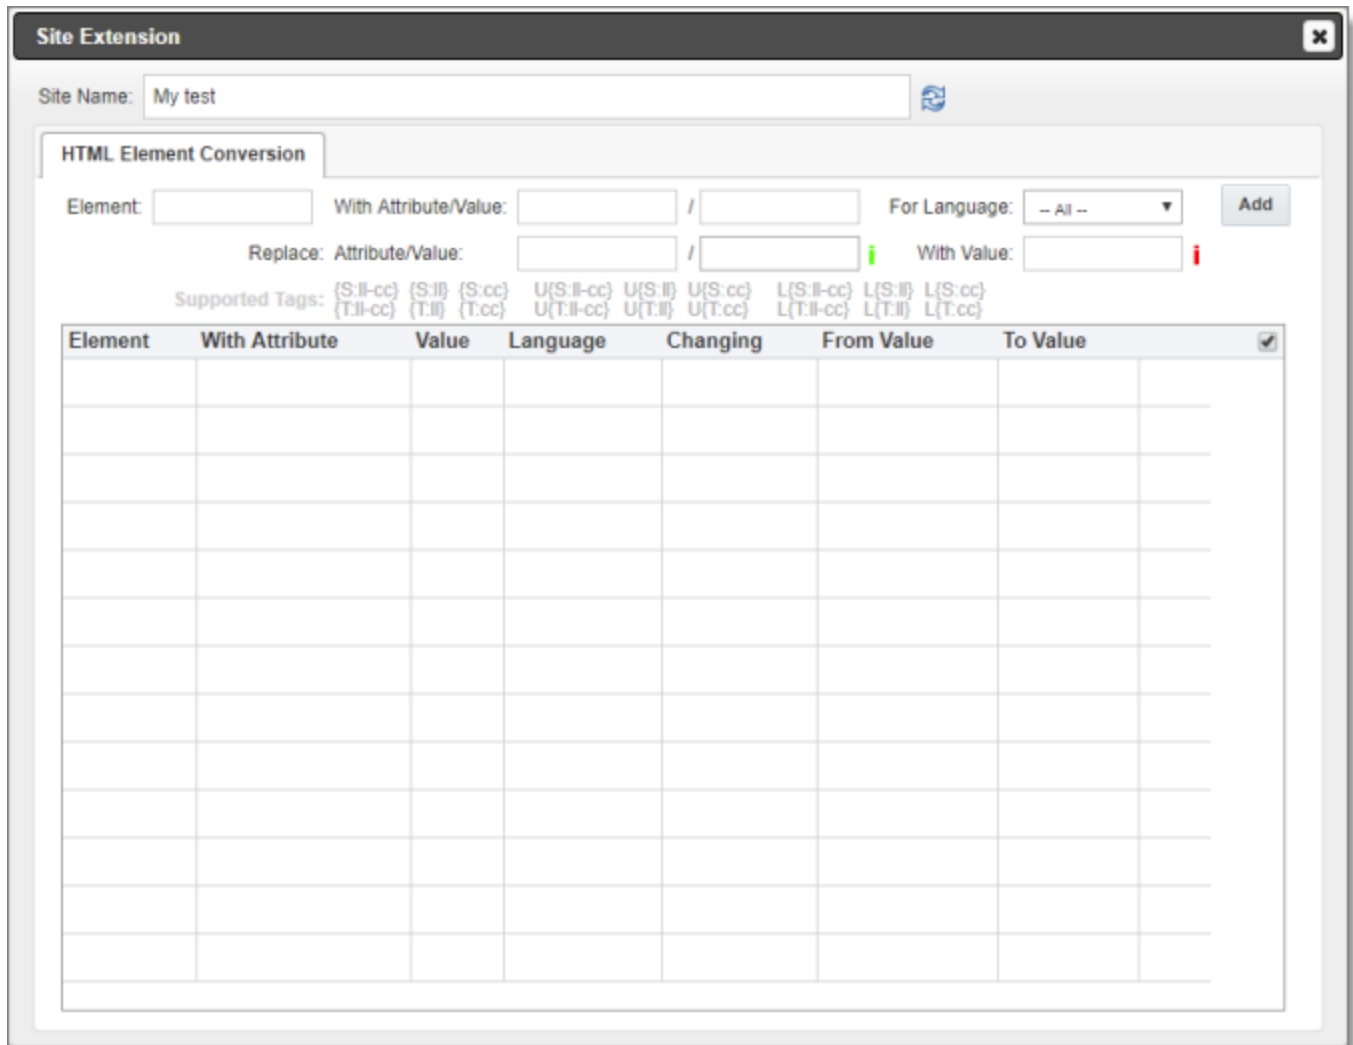 Site Extension
Site Name: My test
HTML Element Conversion
Element: With Attribute/Value: / For Language: -- All -- Add
Replace: Attribute/Value: / i With Value: i
Supported Tags: {S:ll-cc} {S:ll} {S:cc} U{S:ll-cc} U{S:ll} U{S:cc} L{S:ll-cc} L{S:ll} L{S:cc}
{T:ll-cc} {T:ll} {T:cc} U{T:ll-cc} U{T:ll} U{T:cc} L{T:ll-cc} L{T:ll} L{T:cc}
Element With Attribute Value Language Changing From Value To Value